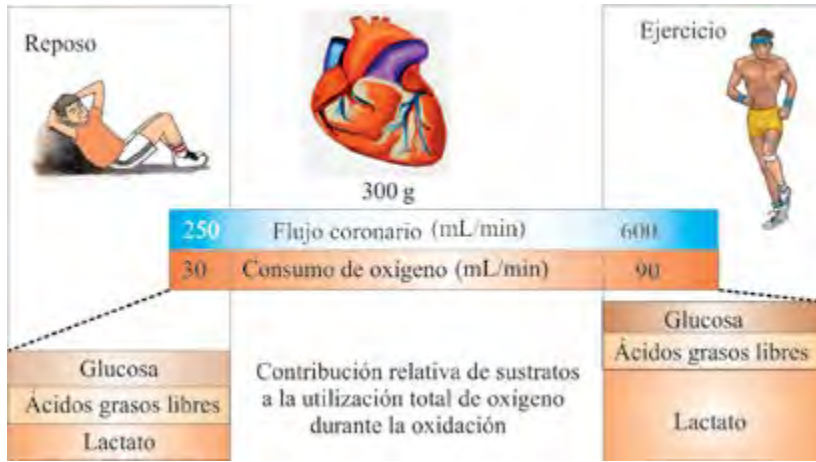 Reposo
Ejercicio
300 g
250 Flujo coronario (mL/min) 600
30 Consumo de oxígeno (mL/min) 90
Glucosa
Ácidos grasos libres
Lactato
Contribución relativa de sustratos
a la utilización total de oxígeno
durante la oxidación
Glucosa
Ácidos grasos libres
Lactato